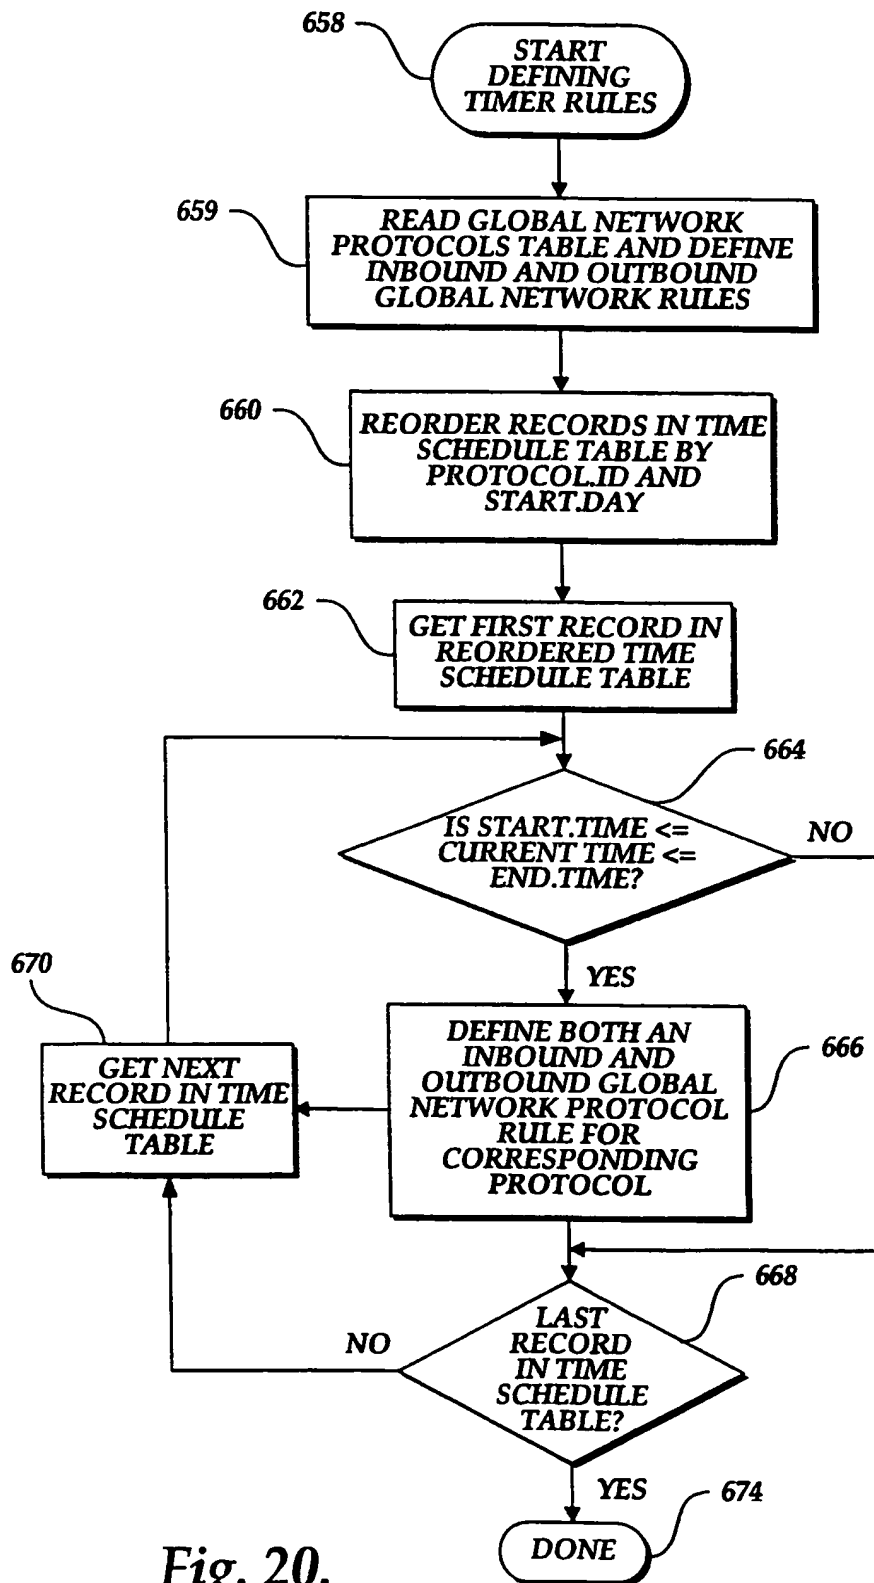 658
START
DEFINING
TIMER RULES
659
READ GLOBAL NETWORK
PROTOCOLS TABLE AND DEFINE
INBOUND AND OUTBOUND
GLOBAL NETWORK RULES
660
REORDER RECORDS IN TIME
SCHEDULE TABLE BY
PROTOCOL.ID AND
START.DAY
662
GET FIRST RECORD IN
REORDERED TIME
SCHEDULE TABLE
664
IS START.TIME <=
CURRENT TIME <=
END.TIME?
NO
YES
670
GET NEXT
RECORD IN TIME
SCHEDULE
TABLE
DEFINE BOTH AN
INBOUND AND
OUTBOUND GLOBAL
NETWORK PROTOCOL
RULE FOR
CORRESPONDING
PROTOCOL
666
668
LAST
RECORD
IN TIME
SCHEDULE
TABLE?
NO
YES
674
DONE
Fig. 20.